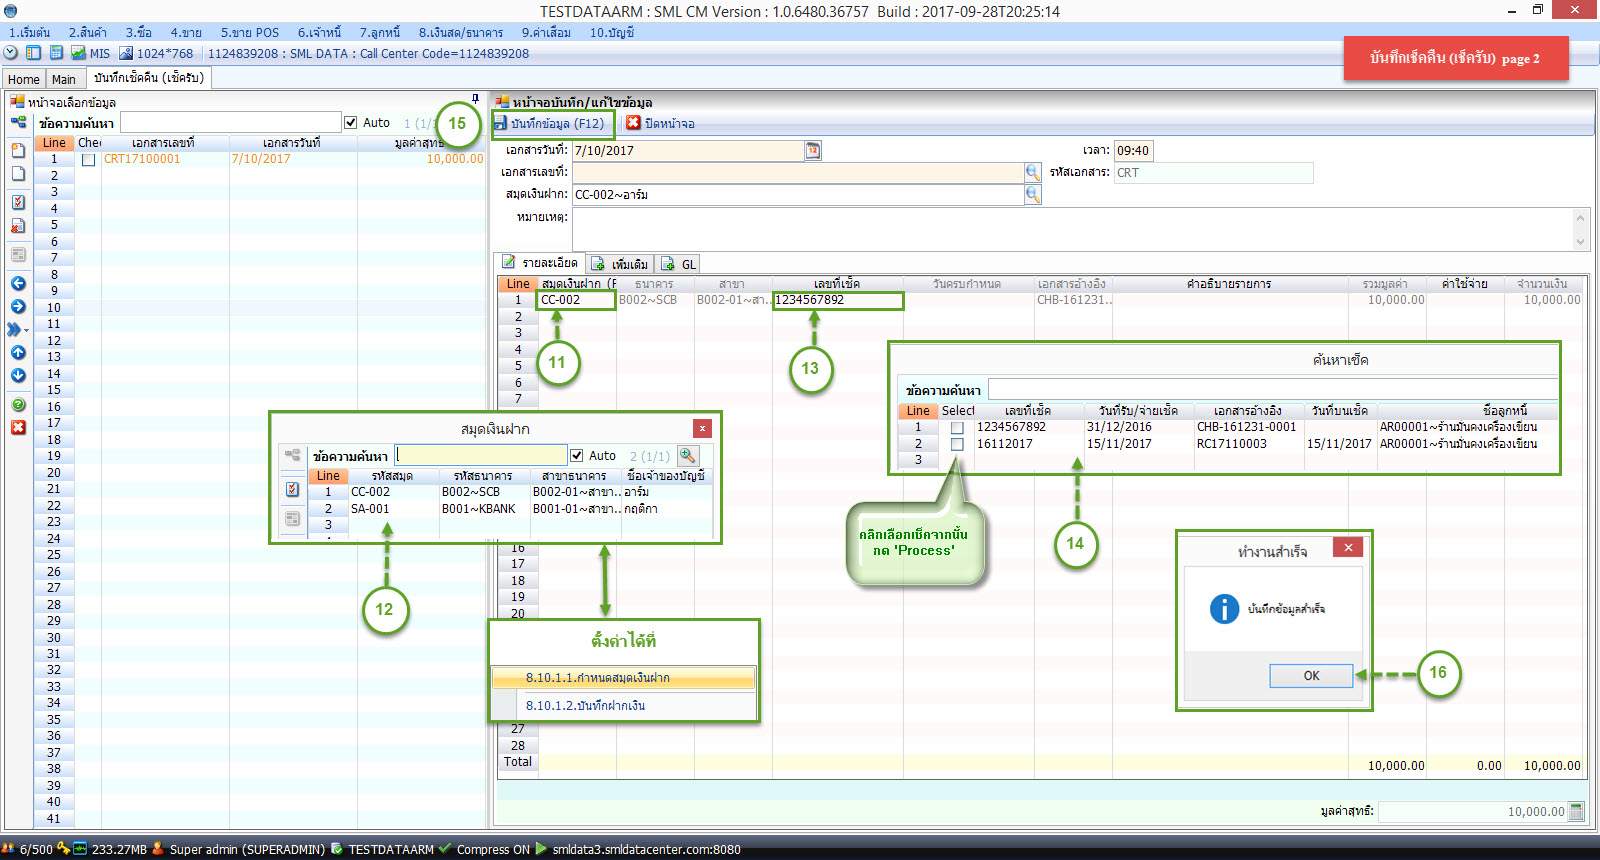 TESTDATAARM : SML CM Version : 1.0.6480.36757 Build : 2017-09-28T20:25:14
1.เริ่มต้น 2.สินค้า 3.ซื้อ 4.ขาย 5.ขาย POS 6.เจ้าหนี้ 7.ลูกหนี้ 8.เงินสด/ธนาคาร 9.ค่าเสื่อม 10.บัญชี
MIS 1024*768 1124839208 : SML DATA : Call Center Code=1124839208
บันทึกเช็คคืน (เช็ครับ) page 2
Home Main บันทึกเช็คคืน (เช็ครับ)
หน้าจอเลือกข้อมูล
ข้อความค้นหา Auto 1 (1/1
Line Chec เอกสารเลขที่ เอกสารวันที่ มูลค่าสุทธิ
1 CRT17100001 7/10/2017 10,000.00
2
3
4
5
6
7
8
9
10
11
12
13
14
15
16
17
18
19
20
21
22
23
24
25
26
27
28
29
30
31
32
33
34
35
36
37
38
39
40
41
15
หน้าจอบันทึก/แก้ไขข้อมูล
บันทึกข้อมูล (F12) ปิดหน้าจอ
เอกสารวันที่: 7/10/2017 12 เวลา: 09:40
เอกสารเลขที่: รหัสเอกสาร: CRT
สมุดเงินฝาก: CC-002~อาร์ม
หมายเหตุ:
รายละเอียด เพิ่มเติม GL
Line สมุดเงินฝาก (F ธนาคาร สาขา เลขที่เช็ค วันครบกำหนด เอกสารอ้างอิง คำอธิบายรายการ รวมมูลค่า ค่าใช้จ่าย จำนวนเงิน
1 CC-002 B002~SCB B002-01~สา.. 1234567892 CHB-161231.. 10,000.00 10,000.00
2
3
4
5
6
7
11
13
ค้นหาเช็ค
ข้อความค้นหา
Line Select เลขที่เช็ค วันที่รับ/จ่ายเช็ค เอกสารอ้างอิง วันที่บนเช็ค ชื่อลูกหนี้
1 1234567892 31/12/2016 CHB-161231-0001 AR00001~ร้านมั่นคงเครื่องเขียน
2 16112017 15/11/2017 RC17110003 15/11/2017 AR00001~ร้านมั่นคงเครื่องเขียน
3
คลิกเลือกเช็คจากนั้น
กด 'Process'
14
สมุดเงินฝาก
ข้อความค้นหา Auto 2 (1/1)
Line รหัสสมุด รหัสธนาคาร สาขาธนาคาร ชื่อเจ้าของบัญชี
1 CC-002 B002~SCB B002-01~สาขา.. อาร์ม
2 SA-001 B001~KBANK B001-01~สาขา.. กฤติกา
3
12
16
17
18
19
20
ตั้งค่าได้ที่
8.10.1.1.กำหนดสมุดเงินฝาก
8.10.1.2.บันทึกฝากเงิน
ทำงานสำเร็จ
บันทึกข้อมูลสำเร็จ
OK
16
27
28
Total 10,000.00 0.00 10,000.00
มูลค่าสุทธิ: 10,000.00
6/500 233.27MB Super admin (SUPERADMIN) TESTDATAARM Compress ON smldata3.smldatacenter.com:8080